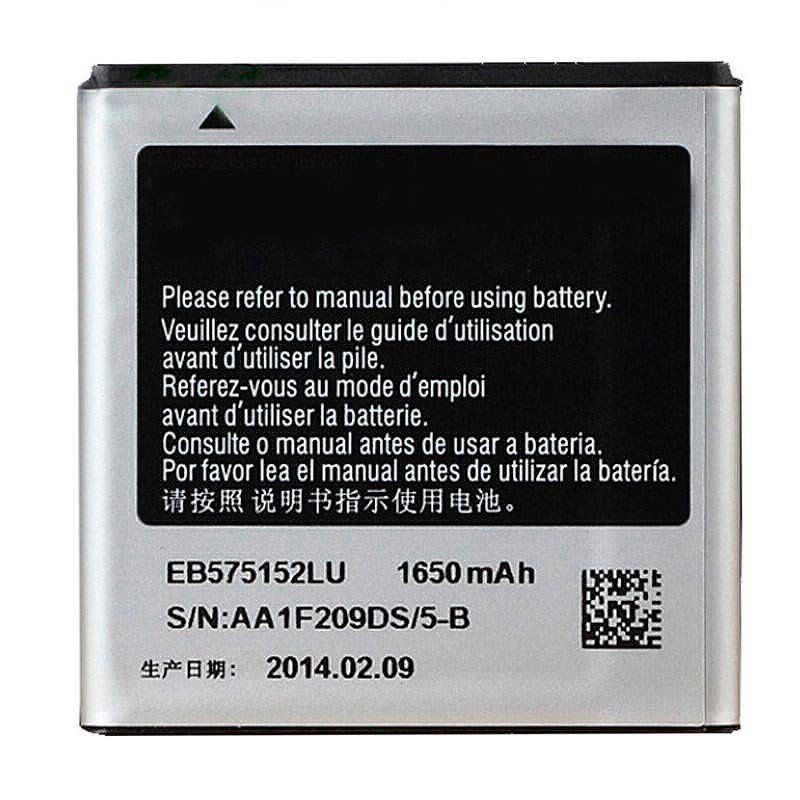 Please refer to manual before using battery.
Veuillez consulter le guide d'utilisation
avant d'utiliser la pile.
Referez-vous au mode d'emploi
avant d'utiliser la batterie.
Consulte o manual antes de usar a bateria.
Por favor lea el manual antes de utilizar la batería.
请按照 说明书指示使用电池。
EB575152LU 1650mAh
S/N:AA1F209DS/5-B
生产日期: 2014.02.09